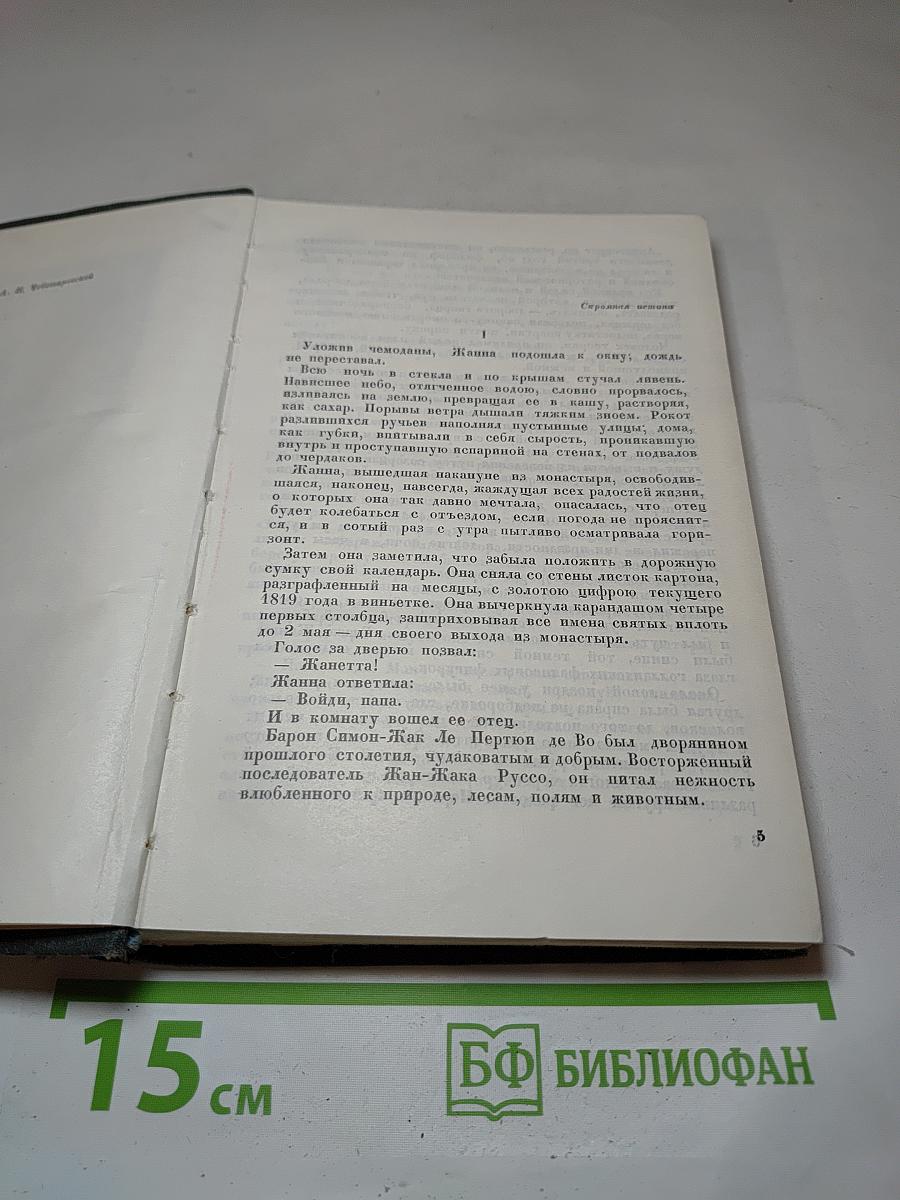 Скромная истина
I
Уложив чемоданы, Жанна подошла к окну; дождь
не переставал.
Всю ночь в стекла и по крышам стучал ливень.
Нависшее небо, отягченное водою, словно прорвалось,
изливаясь на землю, превращая ее в кашу, растворяя,
как сахар. Порывы ветра дышали тяжким зноем. Рокот
разлившихся ручьев наполнял пустынные улицы; дома,
как губки, впитывали в себя сырость, проникавшую
внутрь и проступавшую испариной на стенах, от подвалов
до чердаков.
Жанна, вышедшая накануне из монастыря, освободив-
шаяся, наконец, навсегда, жаждущая всех радостей жизни,
о которых она так давно мечтала, опасалась, что отец
будет колебаться с отъездом, если погода не прояснит-
ся, и в сотый раз с утра пытливо осматривала гори-
зонт.
Затем она заметила, что забыла положить в дорожную
сумку свой календарь. Она сняла со стены листок картона,
разграфленный на месяцы, с золотою цифрою текущего
1819 года в виньетке. Она вычеркнула карандашом четыре
первых столбца, заштриховывая все имена святых вплоть
до 2 мая — дня своего выхода из монастыря.
Голос за дверью позвал:
— Жанетта!
Жанна ответила:
— Войди, папа.
И в комнату вошел ее отец.
Барон Симон-Жак Ле Пертюи де Во был дворянином
прошлого столетия, чудаковатым и добрым. Восторженный
последователь Жан-Жака Руссо, он питал нежность
влюбленного к природе, лесам, полям и животным.
5
15 см
БФ БИБЛИОФАН